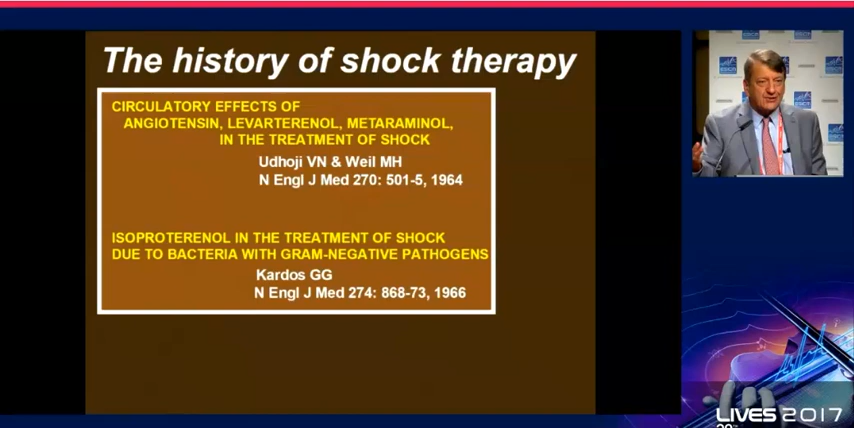 The history of shock therapy
CIRCULATORY EFFECTS OF
ANGIOTENSIN, LEVARTERENOL, METARAMINOL,
IN THE TREATMENT OF SHOCK
Udhoji VN & Weil MH
N Engl J Med 270: 501-5, 1964
ISOPROTERENOL IN THE TREATMENT OF SHOCK
DUE TO BACTERIA WITH GRAM-NEGATIVE PATHOGENS
Kardos GG
N Engl J Med 274: 868-73, 1966
LIVES 2017